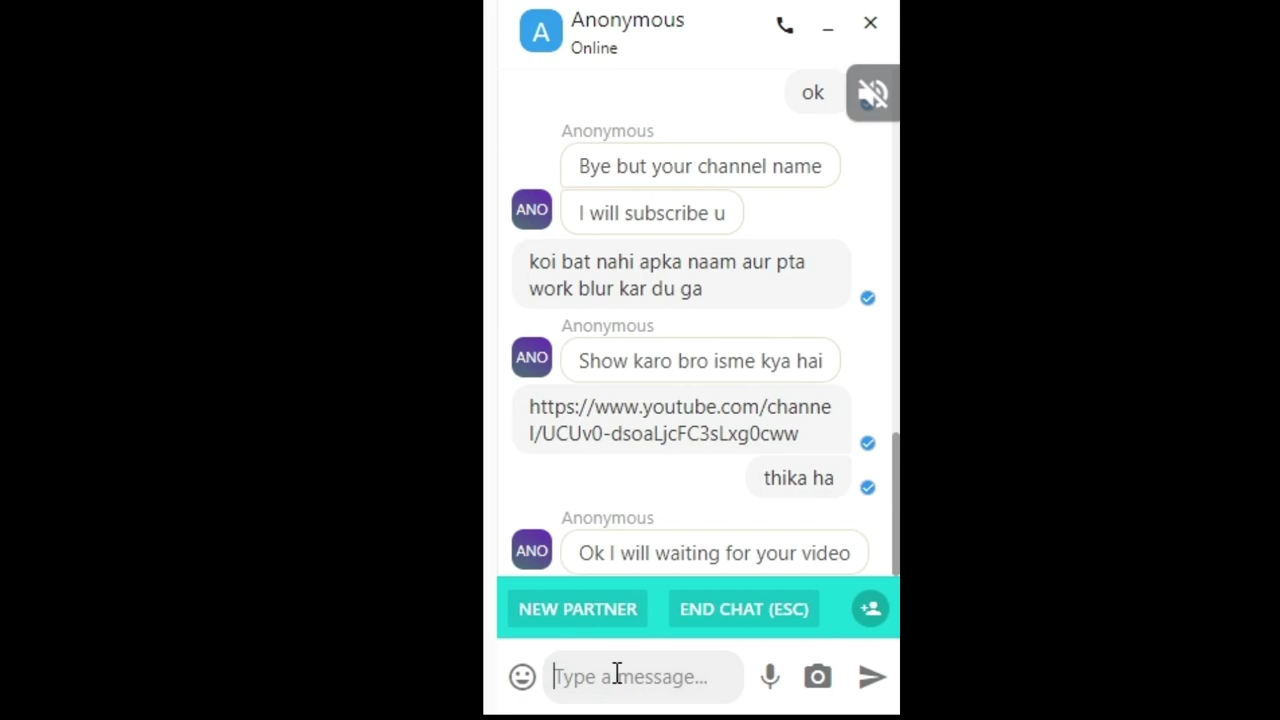 A
Anonymous
Online
ok
Anonymous
Bye but your channel name
ANO
I will subscribe u
koi bat nahi apka naam aur pta
work blur kar du ga
Anonymous
ANO
Show karo bro isme kya hai
https://www.youtube.com/channe
l/UCUv0-dsoaLjcFC3sLxg0cww
thika ha
Anonymous
ANO
Ok I will waiting for your video
NEW PARTNER
END CHAT (ESC)
Type a message...